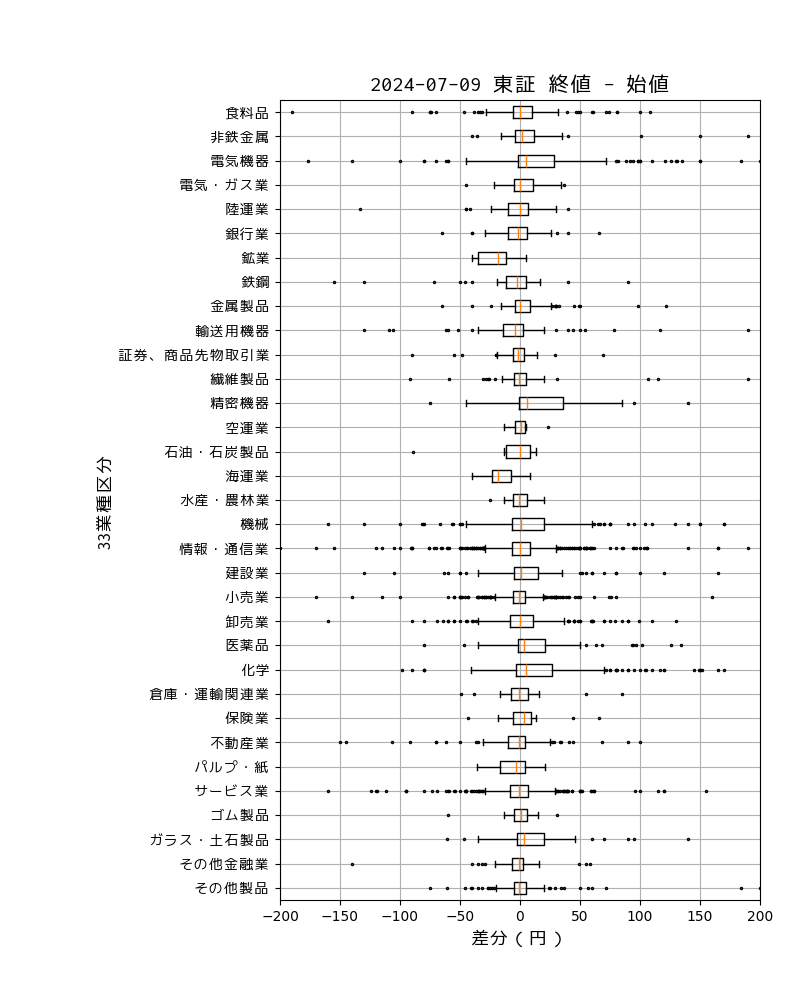 2024-07-09 東証 終値 - 始値
食料品
非鉄金属
電気機器
電気・ガス業
陸運業
銀行業
鉱業
鉄鋼
金属製品
輸送用機器
証券、商品先物取引業
繊維製品
精密機器
空運業
石油・石炭製品
海運業
水産・農林業
機械
情報・通信業
建設業
小売業
卸売業
医薬品
化学
倉庫・運輸関連業
保険業
不動産業
パルプ・紙
サービス業
ゴム製品
ガラス・土石製品
その他金融業
その他製品
33業種区分
−200 −150 −100 −50 0 50 100 150 200
差分（円）